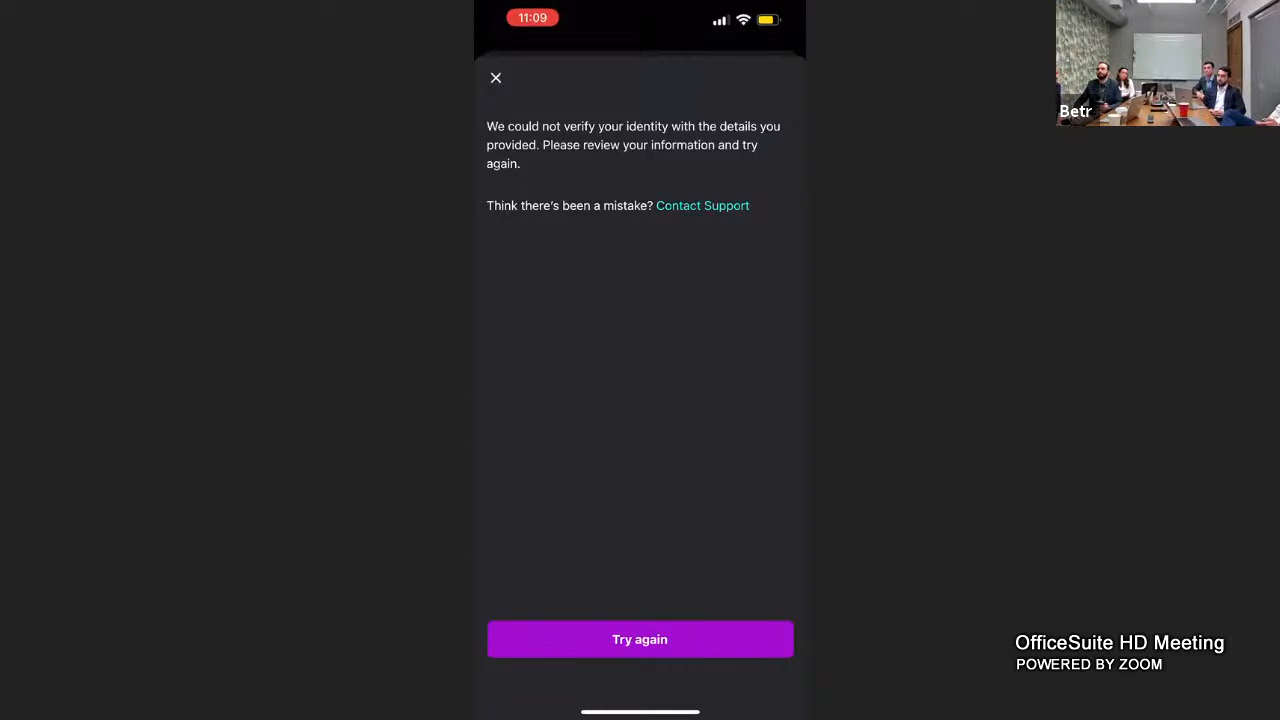 11:09
Betr
We could not verify your identity with the details you
provided. Please review your information and try
again.
Think there's been a mistake? Contact Support
Try again
OfficeSuite HD Meeting
POWERED BY ZOOM